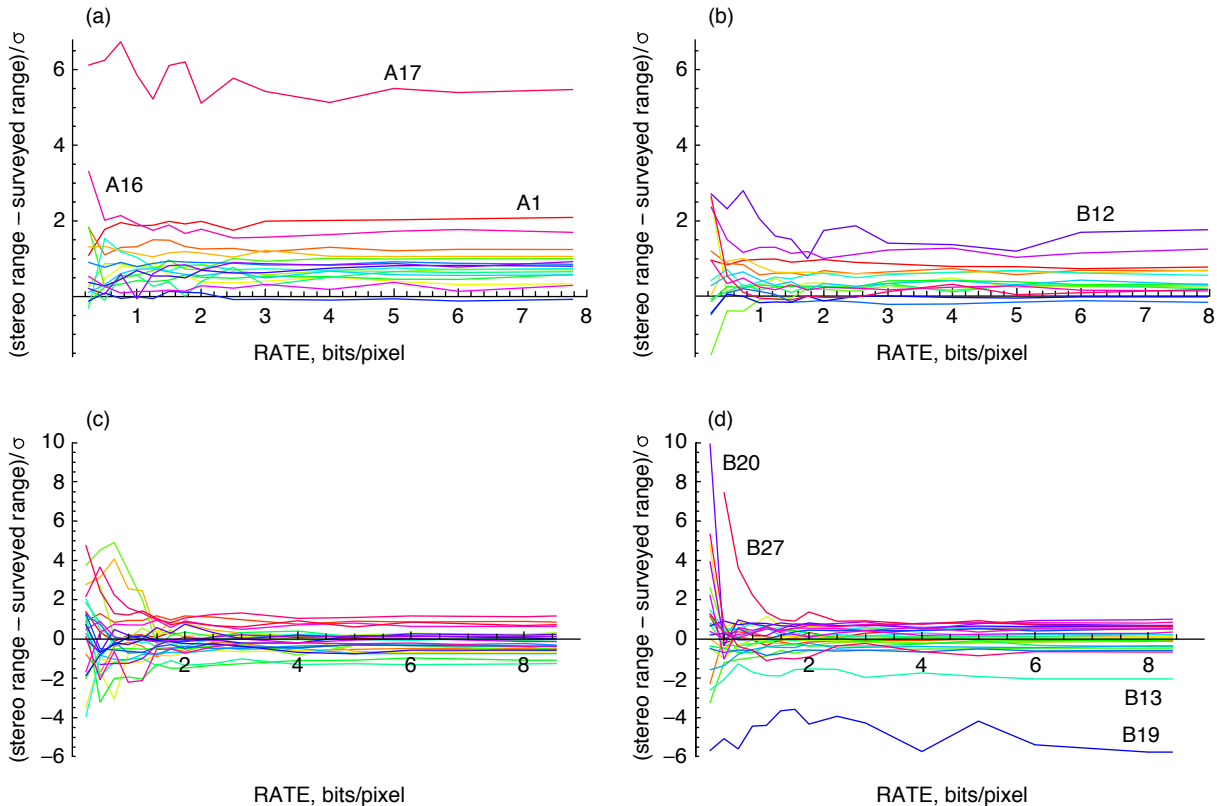 (a)
(stereo range – surveyed range)/σ
6
4
2
A17
A16
A1
1 2 3 4 5 6 7 8
RATE, bits/pixel
(b)
(stereo range – surveyed range)/σ
6
4
2
B12
1 2 3 4 5 6 7 8
RATE, bits/pixel
(c)
(stereo range – surveyed range)/σ
10
8
6
4
2
0
–2
–4
–6
2 4 6 8
RATE, bits/pixel
(d)
(stereo range – surveyed range)/σ
10
8
6
4
2
0
–2
–4
–6
B20
B27
2 4 6 8
B13
B19
RATE, bits/pixel